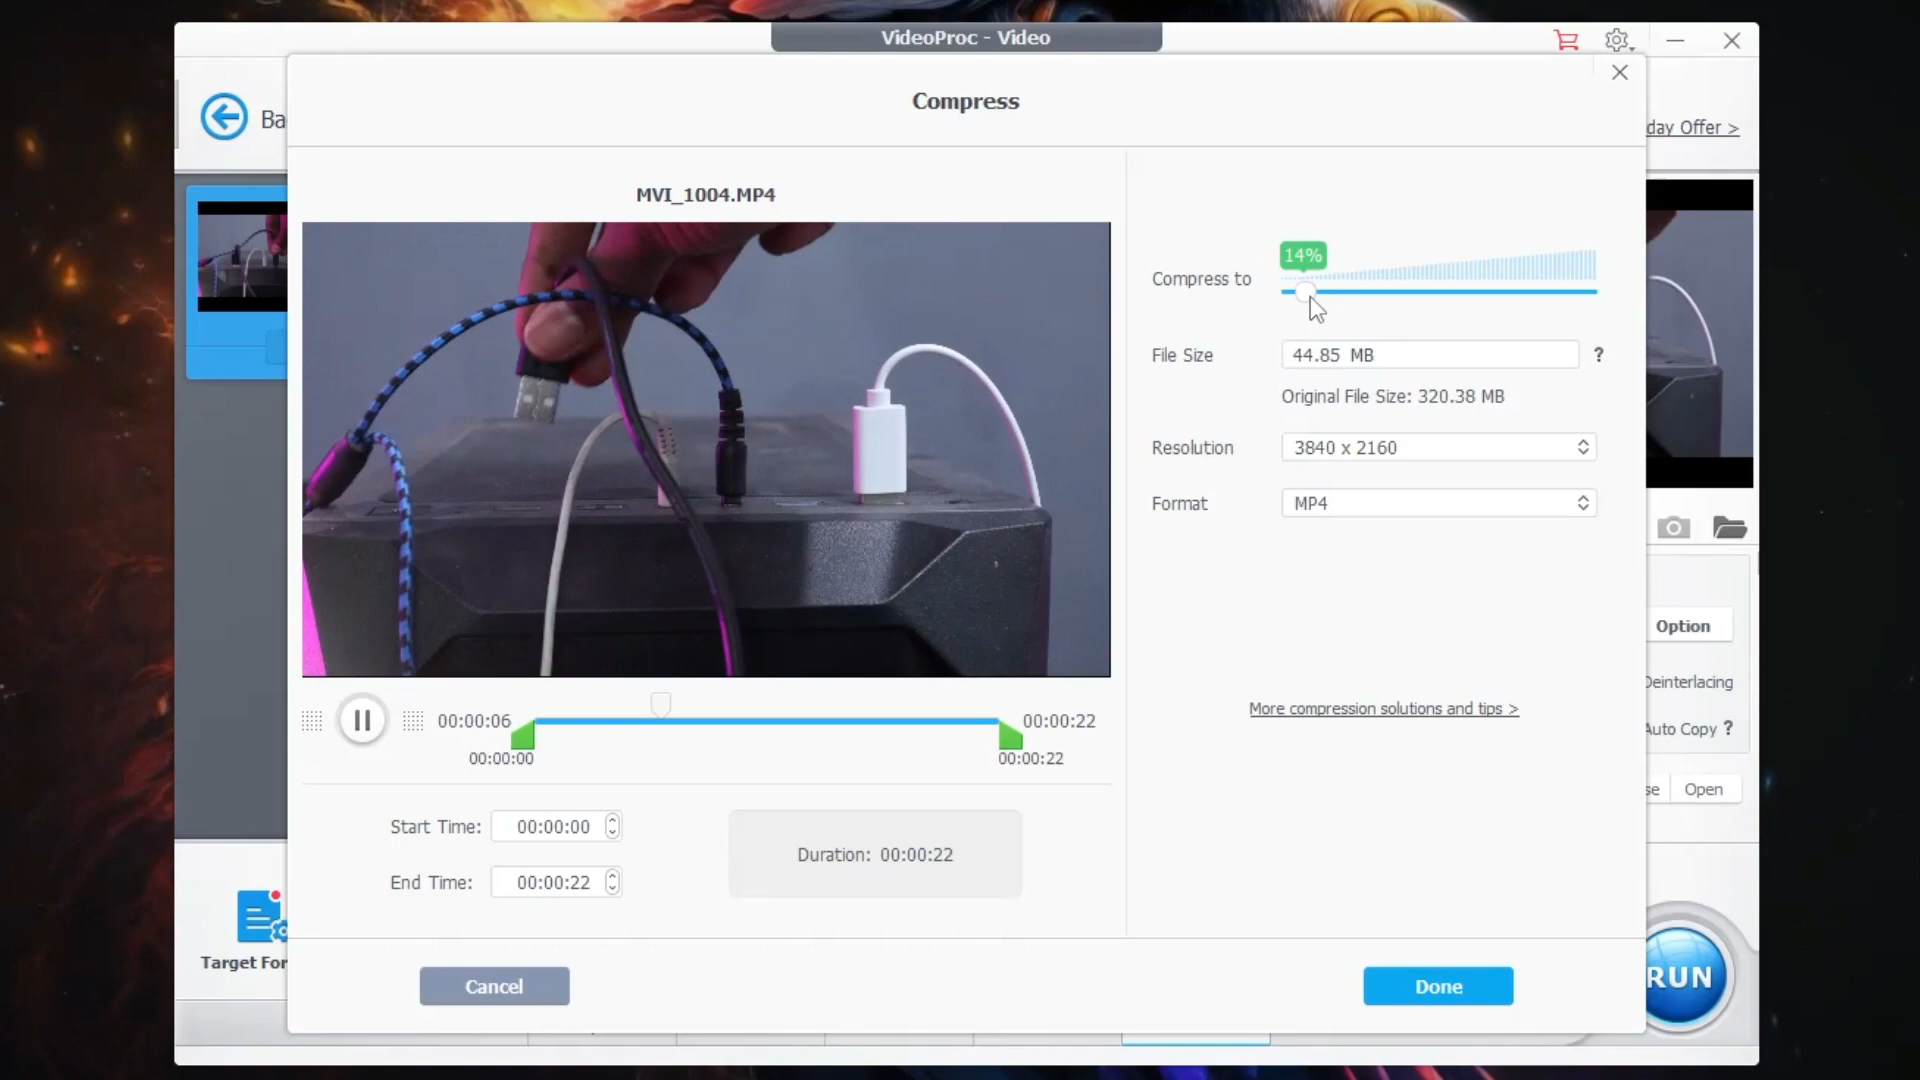 VideoProc - Video
Ba
Compress
day Offer >
MVI_1004.MP4
14%
Compress to
File Size
44.85 MB
?
Original File Size: 320.38 MB
Resolution
3840 x 2160
Format
MP4
Option
Deinterlacing
Auto Copy ?
More compression solutions and tips >
00:00:06
00:00:22
00:00:00
00:00:22
se
Open
Start Time:
00:00:00
Duration: 00:00:22
End Time:
00:00:22
Target For
Cancel
Done
RUN